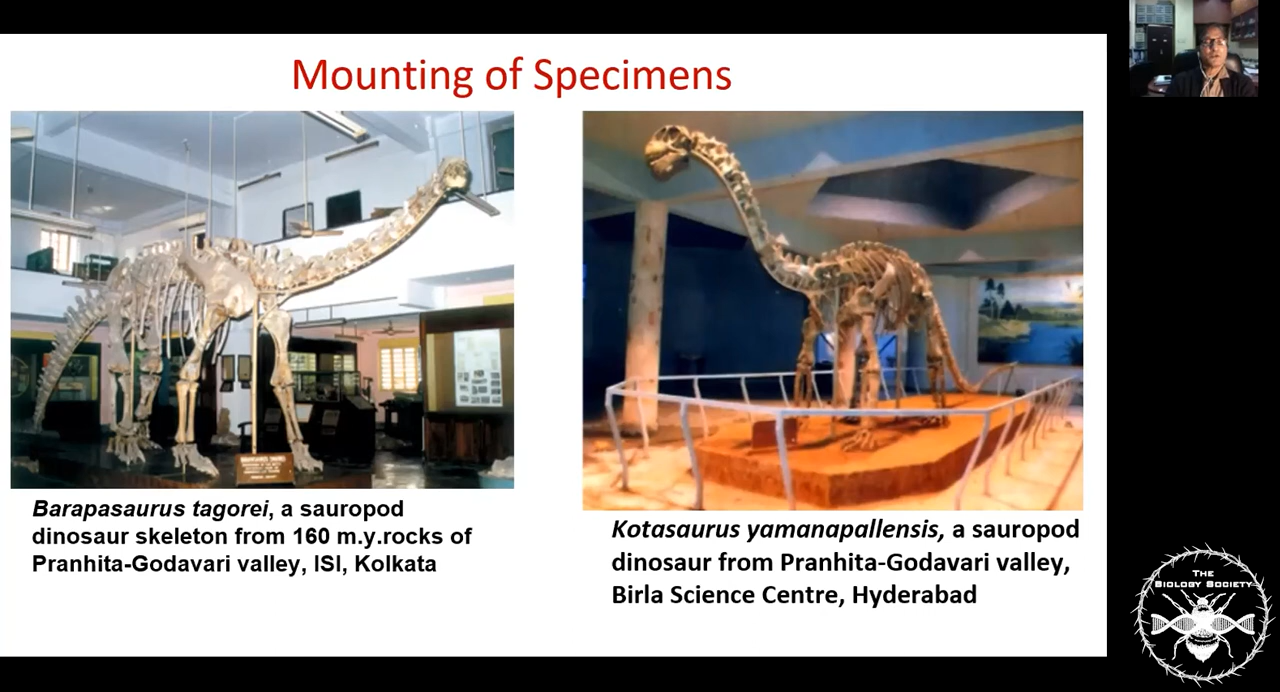 Mounting of Specimens
Barapasaurus tagorei, a sauropod
dinosaur skeleton from 160 m.y.rocks of
Pranhita-Godavari valley, ISI, Kolkata
Kotasaurus yamanapallensis, a sauropod
dinosaur from Pranhita-Godavari valley,
Birla Science Centre, Hyderabad
THE
BIOLOGY SOCIETY